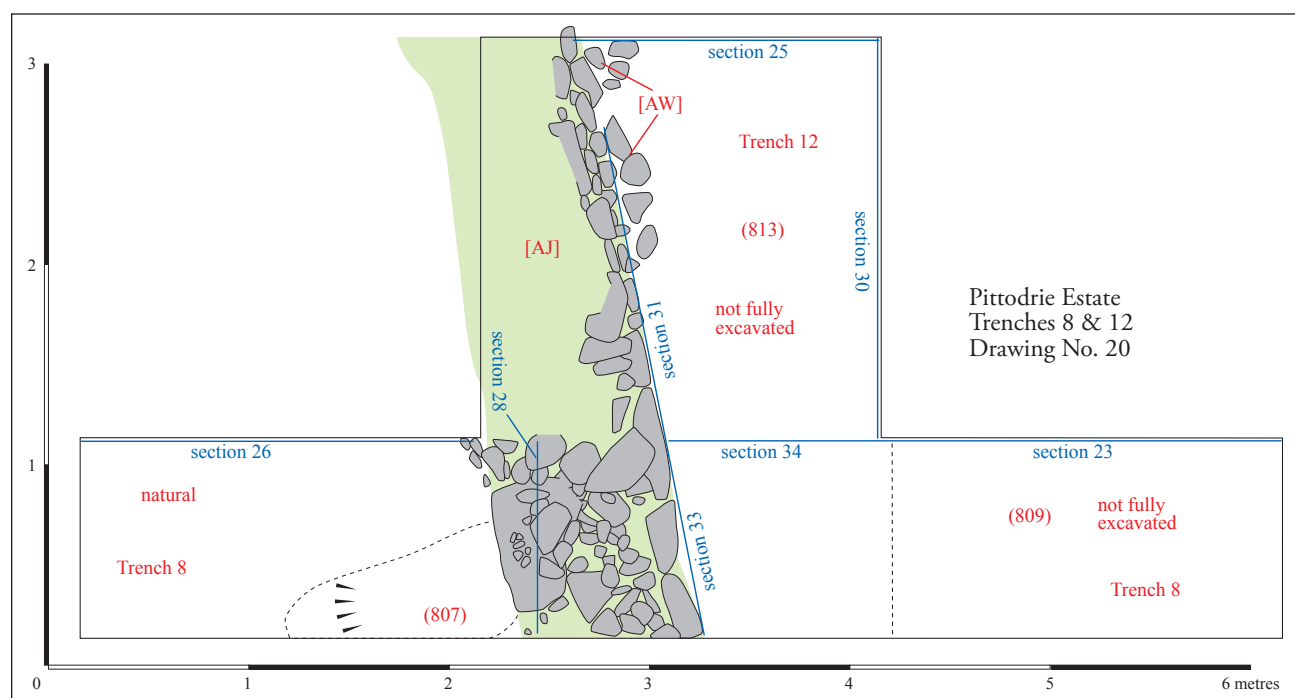 3
section 25
[AW]
Trench 12
(813)
[AJ]
section 30
2
Pittodrie Estate
Trenches 8 & 12
Drawing No. 20
not fully
excavated
section 31
section 28
section 26
section 34
section 23
1
natural
(809)
not fully
excavated
section 33
Trench 8
Trench 8
(807)
0
1
2
3
4
5
6 metres